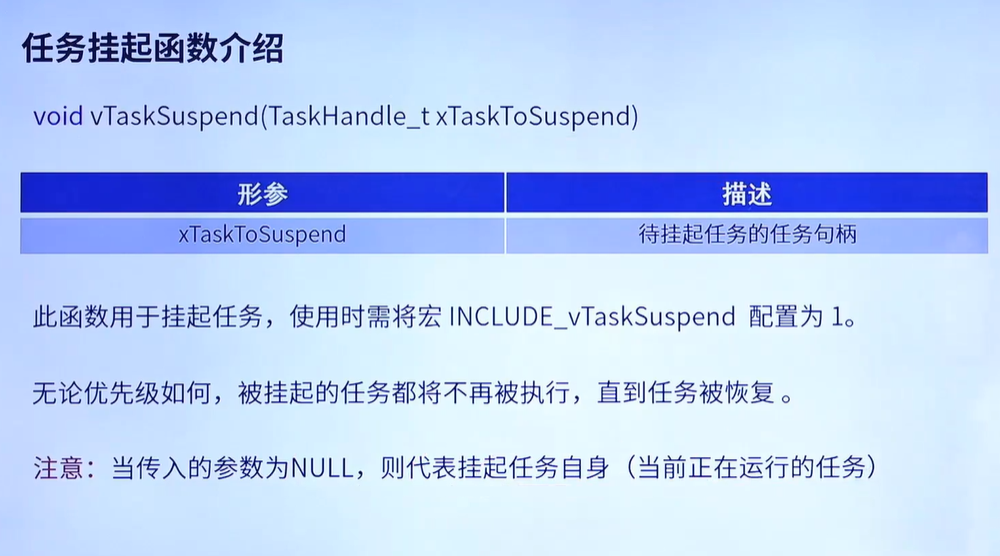 任务挂起函数介绍
void vTaskSuspend(TaskHandle_t xTaskToSuspend)
形参 描述
xTaskToSuspend 待挂起任务的任务句柄
此函数用于挂起任务，使用时需将宏 INCLUDE_vTaskSuspend 配置为 1。
无论优先级如何，被挂起的任务都将不再被执行，直到任务被恢复 。
注意：当传入的参数为NULL，则代表挂起任务自身（当前正在运行的任务）